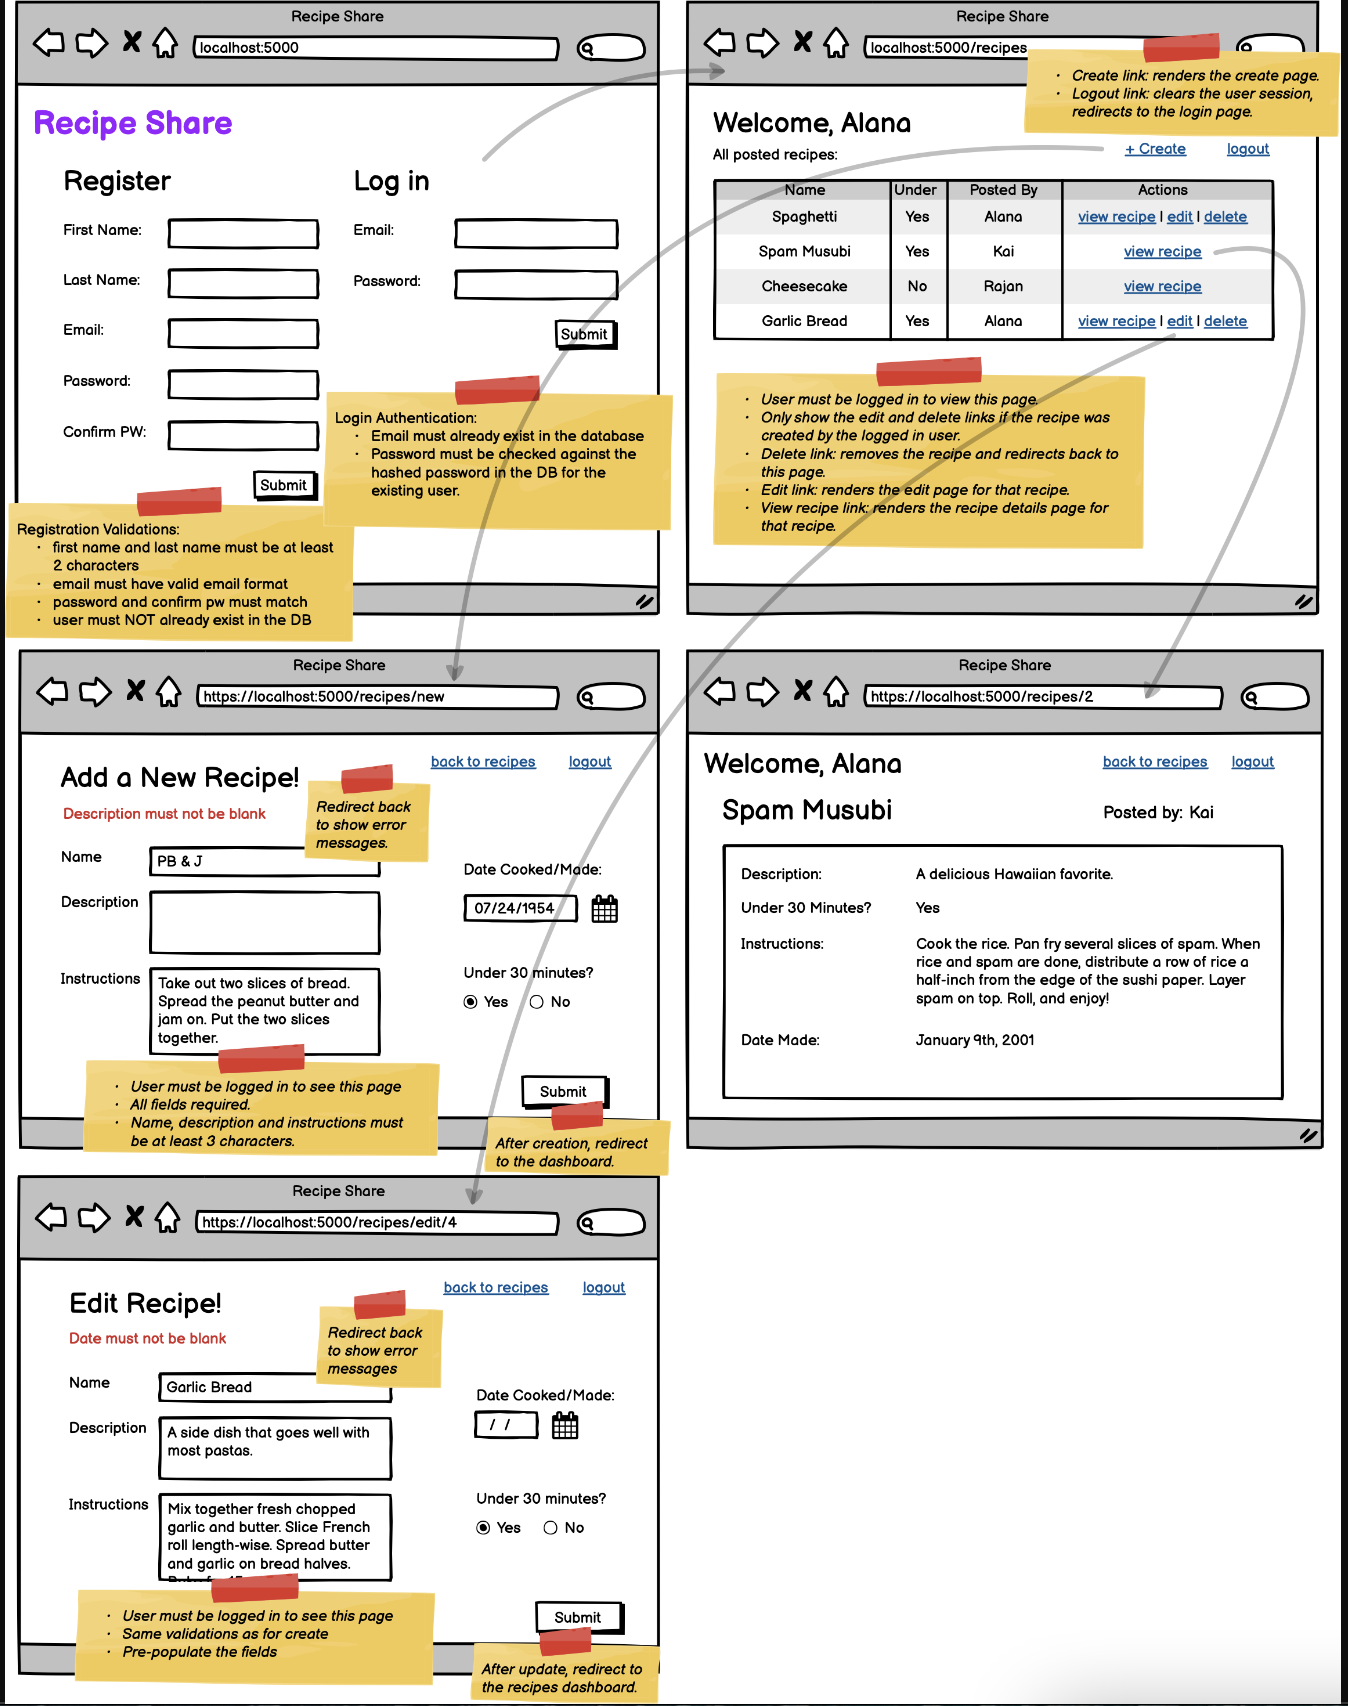 Recipe Share
localhost:5000
Recipe Share
Register
First Name:
Last Name:
Email:
Password:
Confirm PW:
Submit
Log in
Email:
Password:
Submit
Login Authentication:
• Email must already exist in the database
• Password must be checked against the
hashed password in the DB for the
existing user.
Registration Validations:
• first name and last name must be at least
2 characters
• email must have valid email format
• password and confirm pw must match
• user must NOT already exist in the DB
Recipe Share
localhost:5000/recipes
• Create link: renders the create page.
• Logout link: clears the user session,
redirects to the login page.
Welcome, Alana
All posted recipes:
+ Create logout
Name Under Posted By Actions
Spaghetti Yes Alana view recipe | edit | delete
Spam Musubi Yes Kai view recipe
Cheesecake No Rajan view recipe
Garlic Bread Yes Alana view recipe | edit | delete
• User must be logged in to view this page.
• Only show the edit and delete links if the recipe was
created by the logged in user.
• Delete link: removes the recipe and redirects back to
this page.
• Edit link: renders the edit page for that recipe.
• View recipe link: renders the recipe details page for
that recipe.
Recipe Share
https://localhost:5000/recipes/new
back to recipes logout
Add a New Recipe!
Description must not be blank
Redirect back
to show error
messages.
Name PB & J
Description
Instructions
Take out two slices of bread.
Spread the peanut butter and
jam on. Put the two slices
together.
Date Cooked/Made:
07/24/1954
Under 30 minutes?
Yes No
Submit
• User must be logged in to see this page
• All fields required.
• Name, description and instructions must
be at least 3 characters.
After creation, redirect
to the dashboard.
Recipe Share
https://localhost:5000/recipes/2
Welcome, Alana
back to recipes logout
Spam Musubi
Posted by: Kai
Description: A delicious Hawaiian favorite.
Under 30 Minutes? Yes
Instructions: Cook the rice. Pan fry several slices of spam. When
rice and spam are done, distribute a row of rice a
half-inch from the edge of the sushi paper. Layer
spam on top. Roll, and enjoy!
Date Made: January 9th, 2001
Recipe Share
https://localhost:5000/recipes/edit/4
back to recipes logout
Edit Recipe!
Date must not be blank
Redirect back
to show error
messages
Name Garlic Bread
Description A side dish that goes well with
most pastas.
Instructions Mix together fresh chopped
garlic and butter. Slice French
roll length-wise. Spread butter
and garlic on bread halves.
Date Cooked/Made:
/ /
Under 30 minutes?
Yes No
Submit
• User must be logged in to see this page
• Same validations as for create
• Pre-populate the fields
After update, redirect to
the recipes dashboard.